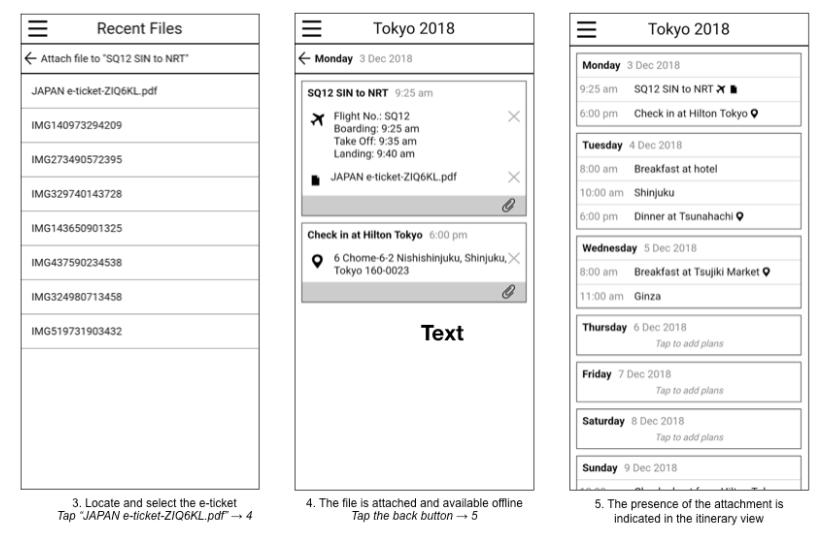 Recent Files
Attach file to "SQ12 SIN to NRT"
JAPAN e-ticket-ZIQ6KL.pdf
IMG140973294209
IMG273490572395
IMG329740143728
IMG143650901325
IMG437590234538
IMG324980713458
IMG519731903432
3. Locate and select the e-ticket
Tap "JAPAN e-ticket-ZIQ6KL.pdf" → 4
Tokyo 2018
Monday 3 Dec 2018
SQ12 SIN to NRT 9:25 am
Flight No.: SQ12
Boarding: 9:25 am
Take Off: 9:35 am
Landing: 9:40 am
JAPAN e-ticket-ZIQ6KL.pdf
Check in at Hilton Tokyo 6:00 pm
6 Chome-6-2 Nishishinjuku, Shinjuku,
Tokyo 160-0023
Text
4. The file is attached and available offline
Tap the back button → 5
Tokyo 2018
Monday 3 Dec 2018
9:25 am SQ12 SIN to NRT
6:00 pm Check in at Hilton Tokyo
Tuesday 4 Dec 2018
8:00 am Breakfast at hotel
10:00 am Shinjuku
6:00 pm Dinner at Tsunahachi
Wednesday 5 Dec 2018
8:00 am Breakfast at Tsujiki Market
11:00 am Ginza
Thursday 6 Dec 2018
Tap to add plans
Friday 7 Dec 2018
Tap to add plans
Saturday 8 Dec 2018
Tap to add plans
Sunday 9 Dec 2018
5. The presence of the attachment is
indicated in the itinerary view